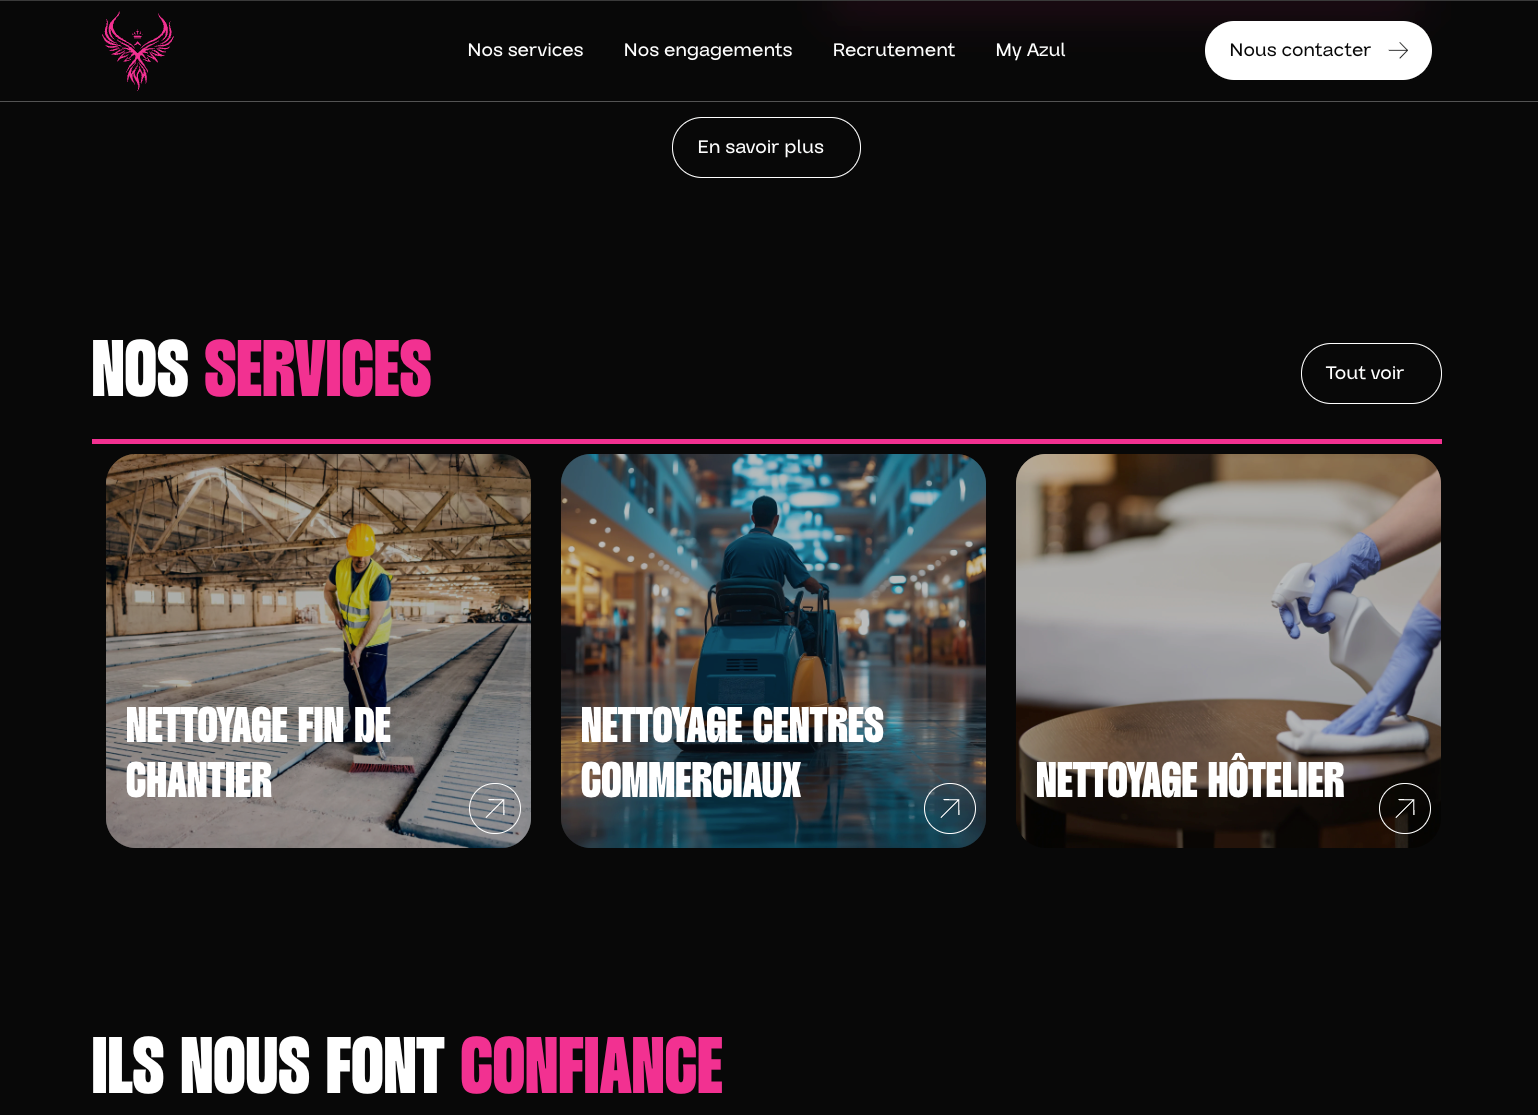 Nos services
Nos engagements
Recrutement
My Azul
Nous contacter
En savoir plus
NOS SERVICES
Tout voir
NETTOYAGE FIN DE
CHANTIER
NETTOYAGE CENTRES
COMMERCIAUX
NETTOYAGE HÔTELIER
ILS NOUS FONT CONFIANCE